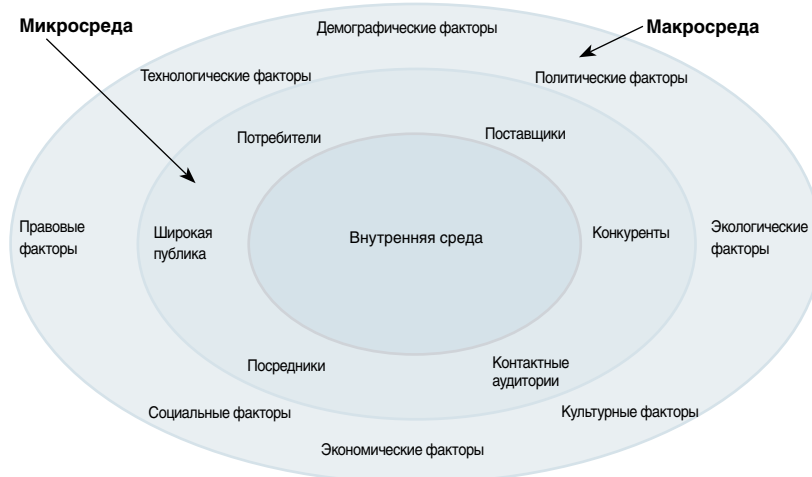 Микросреда
Демографические факторы
Макросреда
Технологические факторы
Политические факторы
Потребители
Поставщики
Правовые
факторы
Широкая
публика
Внутренняя среда
Конкуренты
Экологические
факторы
Посредники
Контактные
аудитории
Социальные факторы
Культурные факторы
Экономические факторы